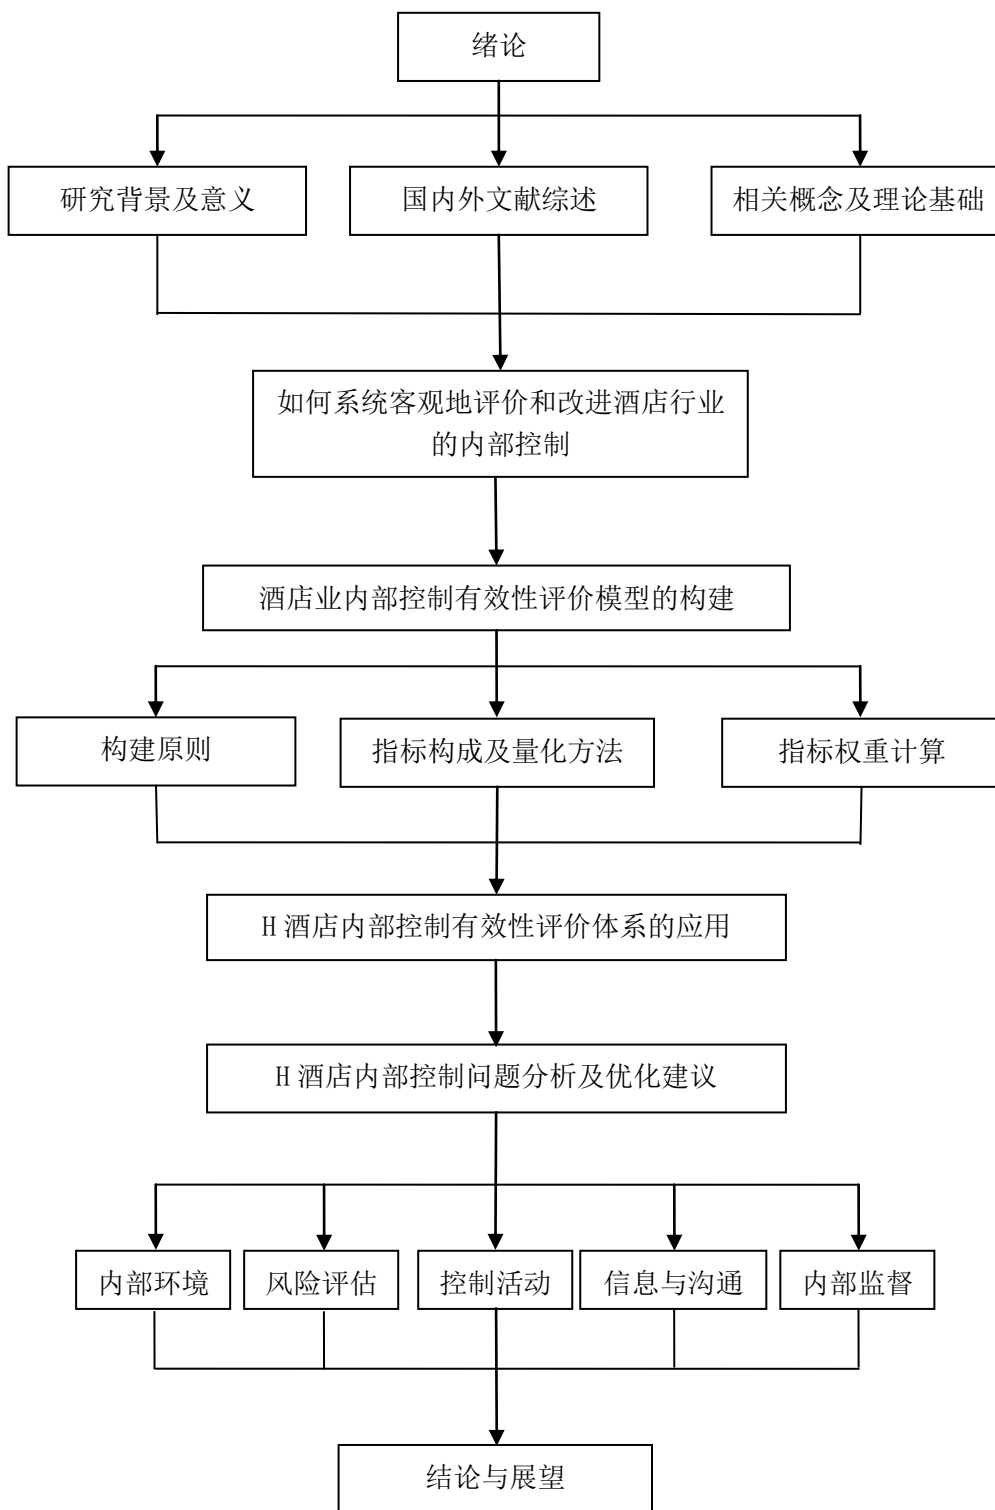 绪论
研究背景及意义
国内外文献综述
相关概念及理论基础
如何系统客观地评价和改进酒店行业
的内部控制
酒店业内部控制有效性评价模型的构建
构建原则
指标构成及量化方法
指标权重计算
H 酒店内部控制有效性评价体系的应用
H 酒店内部控制问题分析及优化建议
内部环境
风险评估
控制活动
信息与沟通
内部监督
结论与展望